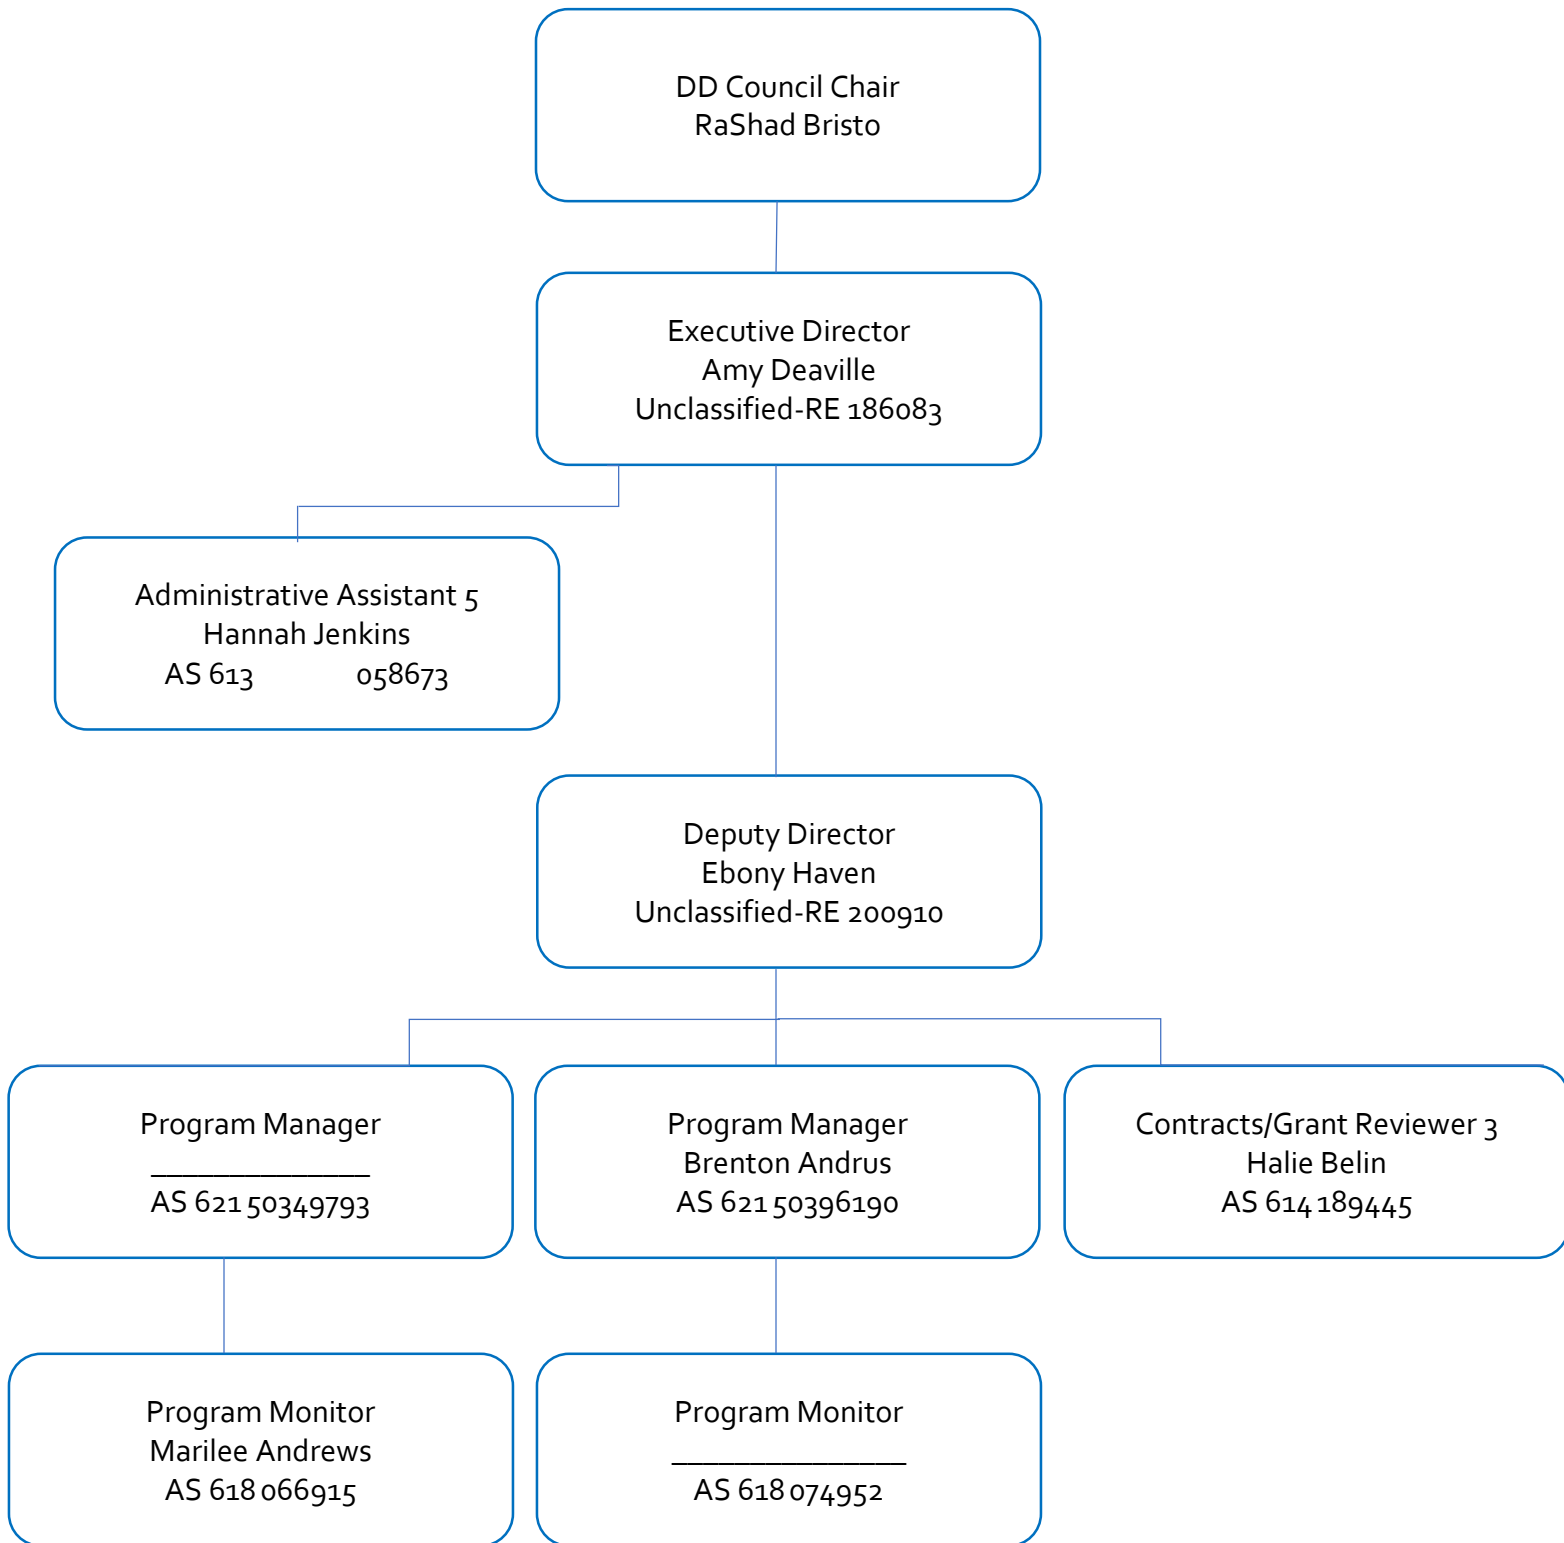 DD Council Chair
RaShad Bristo
Executive Director
Amy Deaville
Unclassified-RE 186083
Administrative Assistant 5
Hannah Jenkins
AS 613 058673
Deputy Director
Ebony Haven
Unclassified-RE 200910
Program Manager
______________
AS 621 50349793
Program Manager
Brenton Andrus
AS 621 50396190
Contracts/Grant Reviewer 3
Halie Belin
AS 614 189445
Program Monitor
Marilee Andrews
AS 618 066915
Program Monitor
_______________
AS 618 074952